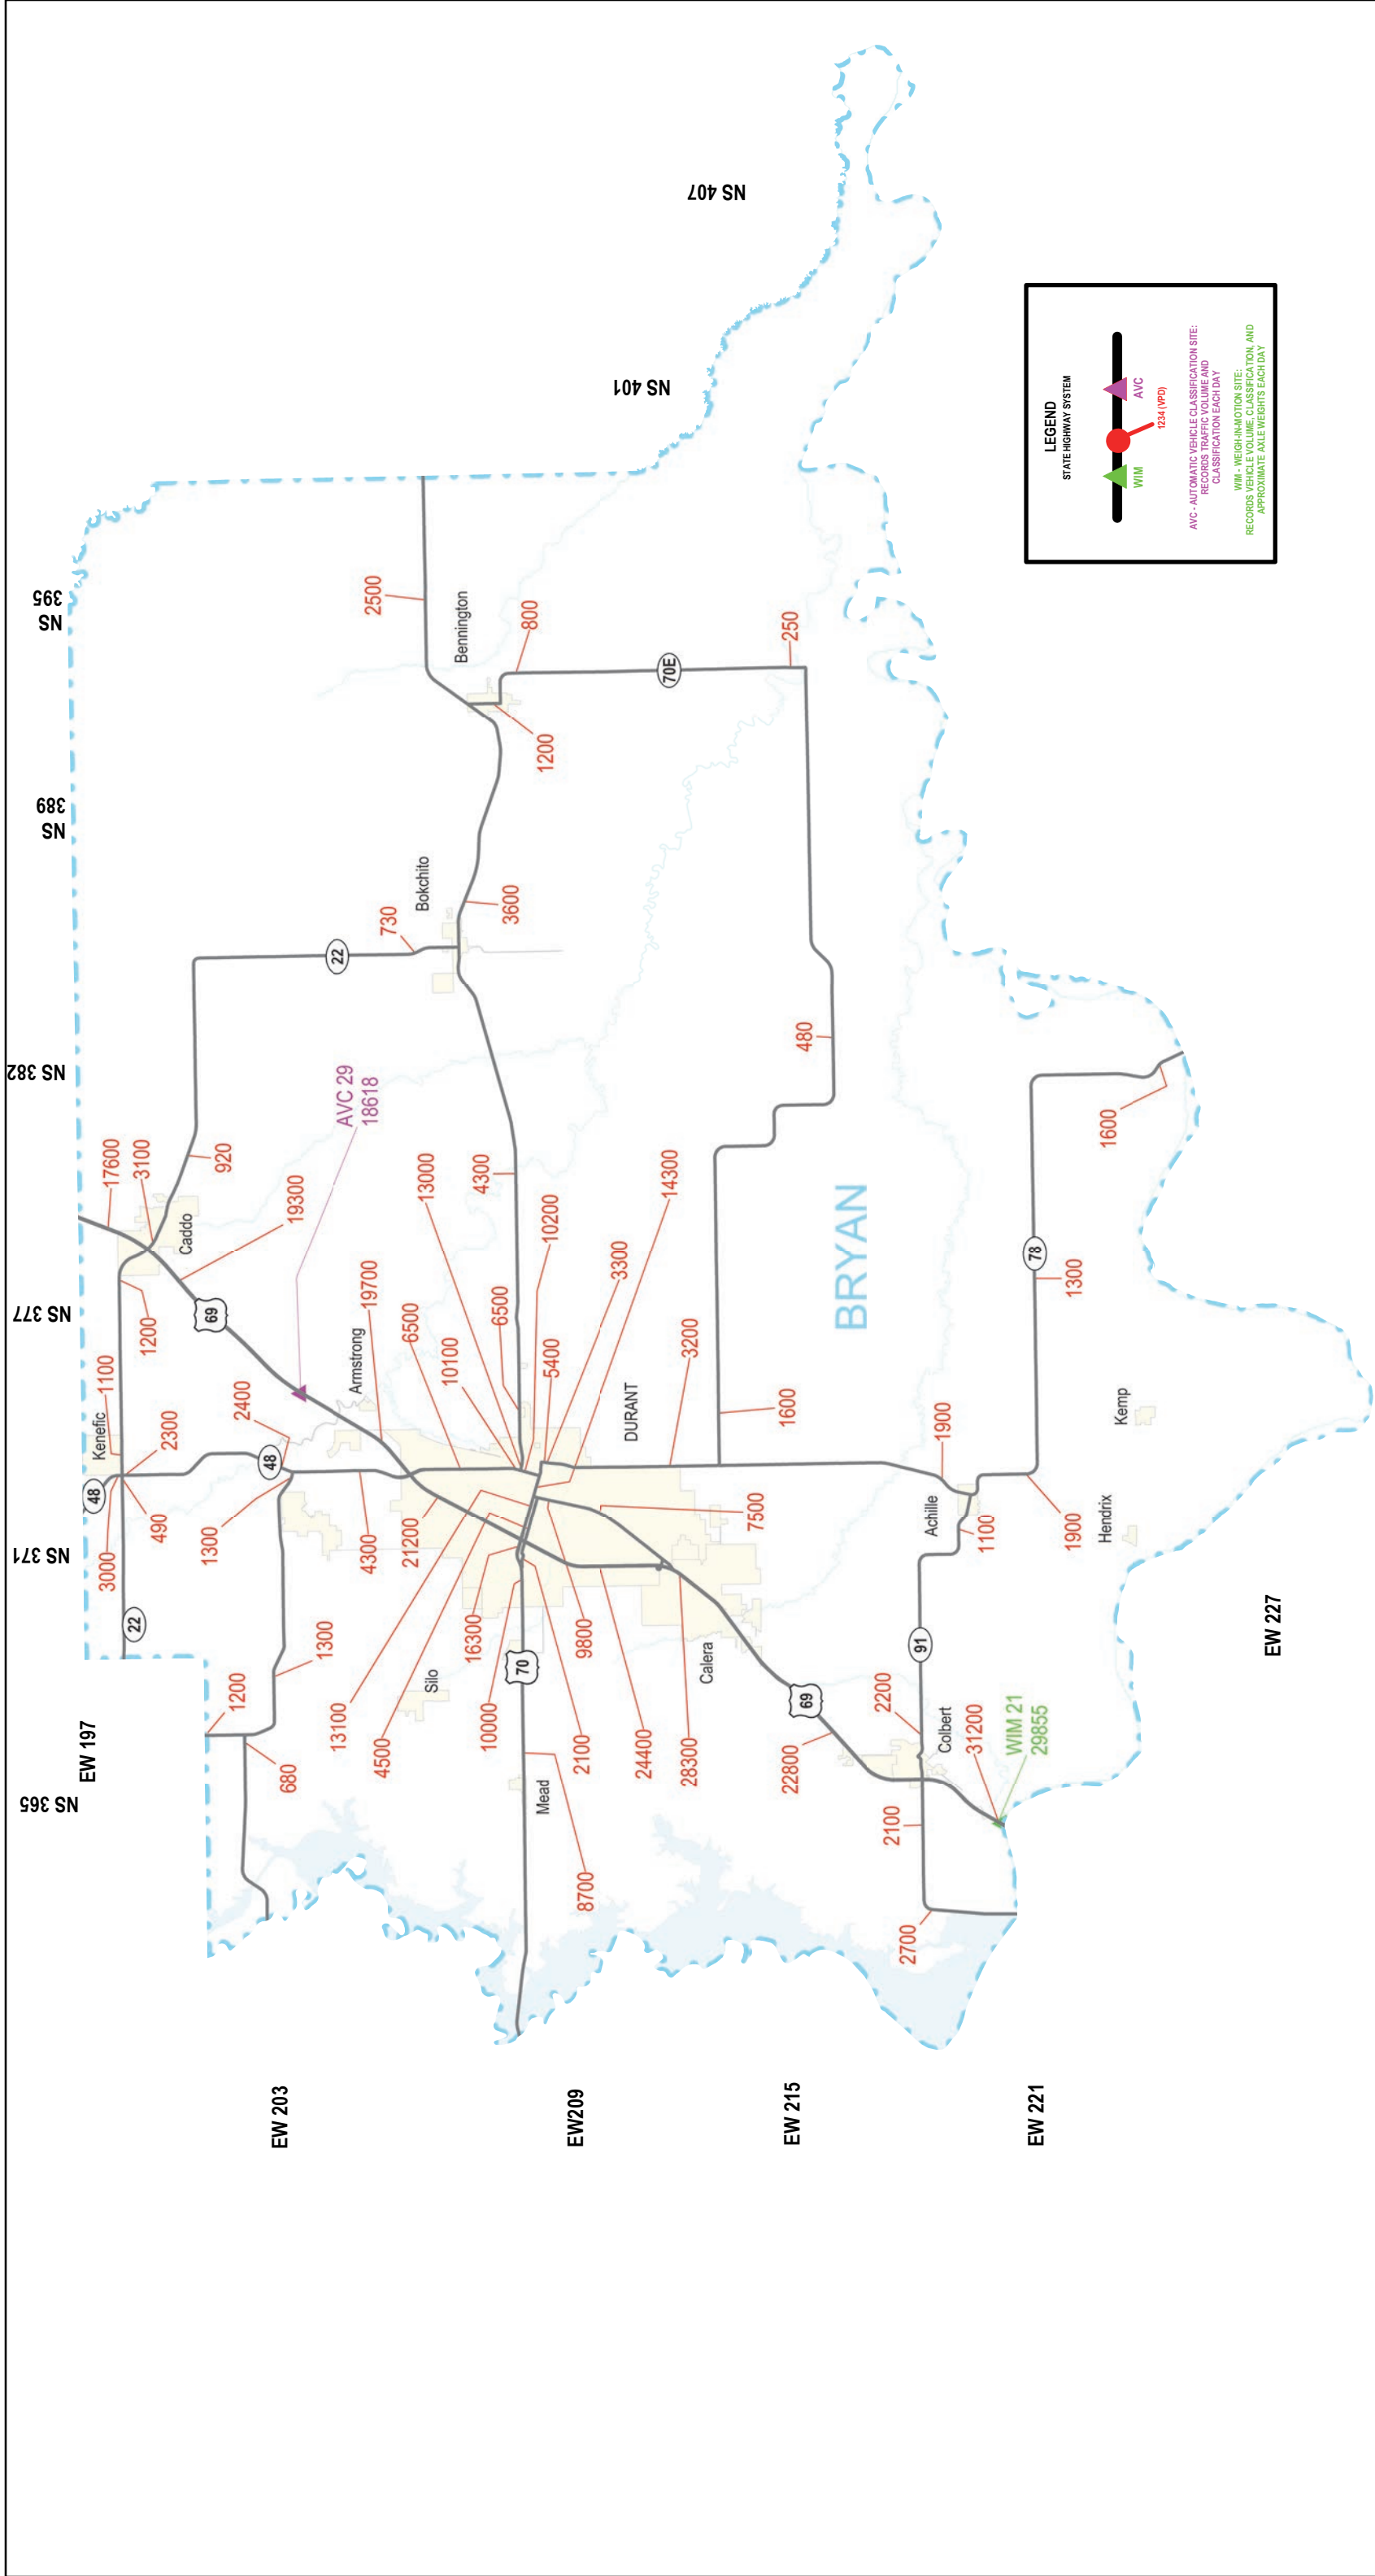 NS 365
NS 371
NS 377
NS 382
NS
389
NS
395
NS 401
NS 407
EW 197
EW 203
EW209
EW 215
EW 221
EW 227
48
Kenefic
3000
1100
17600
22
3100
490
2300
1200
Caddo
22
1300
69
920
1200
2400
48
19300
680
1300
AVC 29
18618
13100
Armstrong
4300
19700
22
2500
4500
21200
6500
730
Silo
13000
Bokchito
10100
Bennington
16300
4300
10000
6500
3600
70
8700
Mead
2100
9800
5400
10200
1200
800
3300
DURANT
24400
14300
70E
28300
Calera
3200
7500
1600
250
22800
69
480
BRYAN
2100
2200
2700
91
Achille
1900
Colbert
31200
1100
WIM 21
29855
78
1900
1300
Hendrix
Kemp
1600
LEGEND
STATE HIGHWAY SYSTEM
WIM
AVC
1234 (VPD)
AVC - AUTOMATIC VEHICLE CLASSIFICATION SITE:
RECORDS TRAFFIC VOLUME AND
CLASSIFICATION EACH DAY
WIM - WEIGH-IN-MOTION SITE:
RECORDS VEHICLE VOLUME, CLASSIFICATION, AND
APPROXIMATE AXLE WEIGHTS EACH DAY